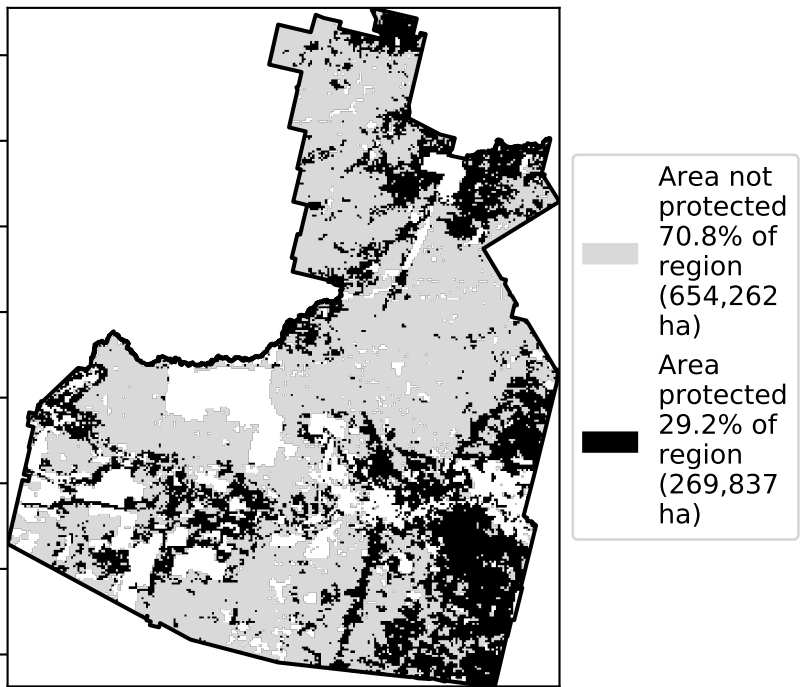 Area not
protected
70.8% of
region
(654,262
ha)
Area
protected
29.2% of
region
(269,837
ha)